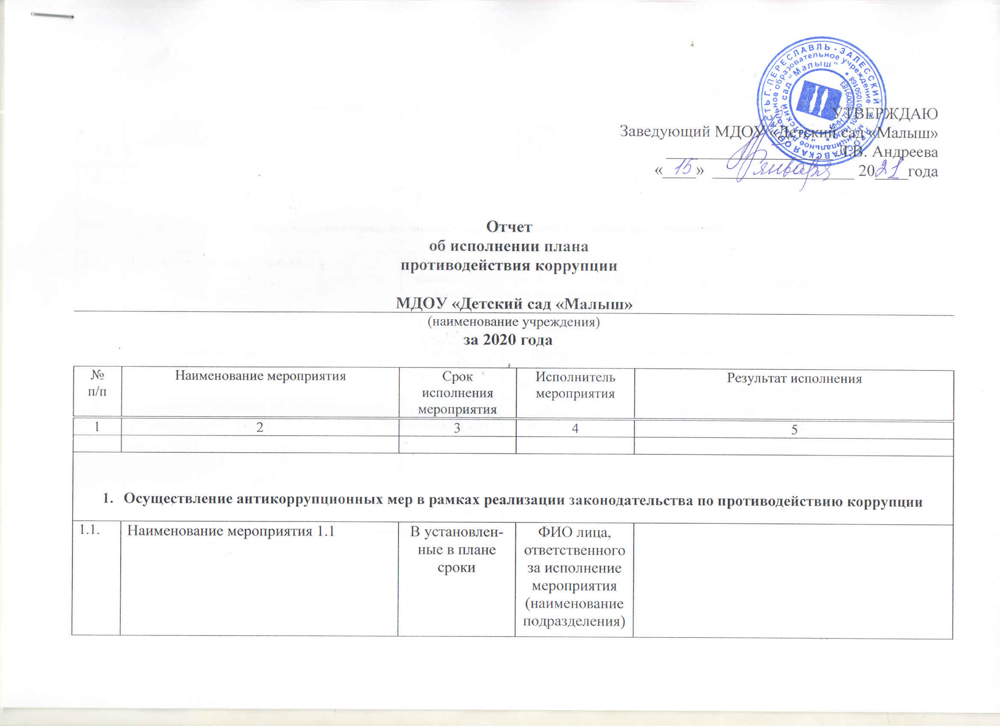 ЯРОСЛАВСКАЯ ОБЛАСТЬ Г. ПЕРЕСЛАВЛЬ-ЗАЛЕССКИЙ *
Муниципальное дошкольное образовательное учреждение
"Детский сад "Малыш" *
УТВЕРЖДАЮ
Заведующий МДОУ «Детский сад «Малыш»
Л.В. Андреева
«15» января 2021 года
Отчет
об исполнении плана
противодействия коррупции
МДОУ «Детский сад «Малыш»
(наименование учреждения)
за 2020 года
№ п/п
Наименование мероприятия
Срок
исполнения
мероприятия
Исполнитель
мероприятия
Результат исполнения
1 2 3 4 5
1. Осуществление антикоррупционных мер в рамках реализации законодательства по противодействию коррупции
1.1.
Наименование мероприятия 1.1
В установлен-
ные в плане
сроки
ФИО лица,
ответственного
за исполнение
мероприятия
(наименование
подразделения)